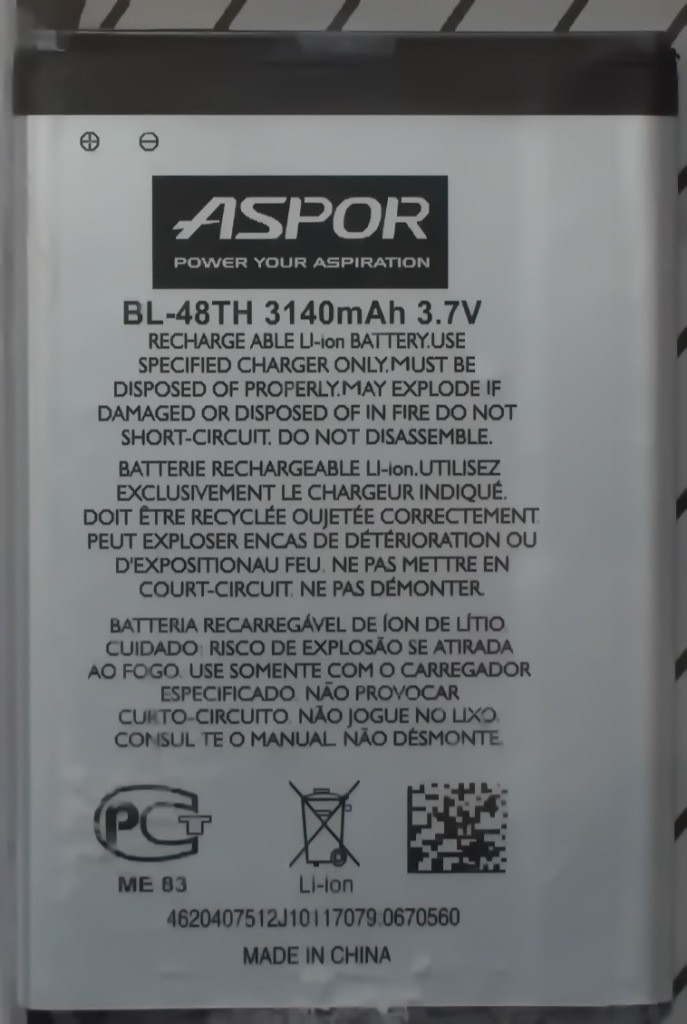 ASPOR
POWER YOUR ASPIRATION
BL-48TH 3140mAh 3.7V
RECHARGE ABLE LI-ion BATTERY.USE
SPECIFIED CHARGER ONLY.MUST BE
DISPOSED OF PROPERLY.MAY EXPLODE IF
DAMAGED OR DISPOSED OF IN FIRE DO NOT
SHORT-CIRCUIT. DO NOT DISASSEMBLE.
BATTERIE RECHARGEABLE LI-ion.UTILISEZ
EXCLUSIVEMENT LE CHARGEUR INDIQUÉ.
DOIT ÊTRE RECYCLÉE OUJETÉE CORRECTEMENT
PEUT EXPLOSER ENCAS DE DÉTÉRIORATION OU
D'EXPOSITIONAU FEU. NE PAS METTRE EN
COURT-CIRCUIT. NE PAS DÉMONTER.
BATTERIA RECARREGÁVEL DE ÍON DE LÍTIO.
CUIDADO: RISCO DE EXPLOSÃO SE ATIRADA
AO FOGO. USE SOMENTE COM O CARREGADOR
ESPECIFICADO. NÃO PROVOCAR
CURTO-CIRCUITO. NÃO JOGUE NO LIXO.
CONSUL TE O MANUAL. NÃO DÉSMONTE.
РСТ
ME 83
LI-ion
4620407512J10117079.0670560
MADE IN CHINA